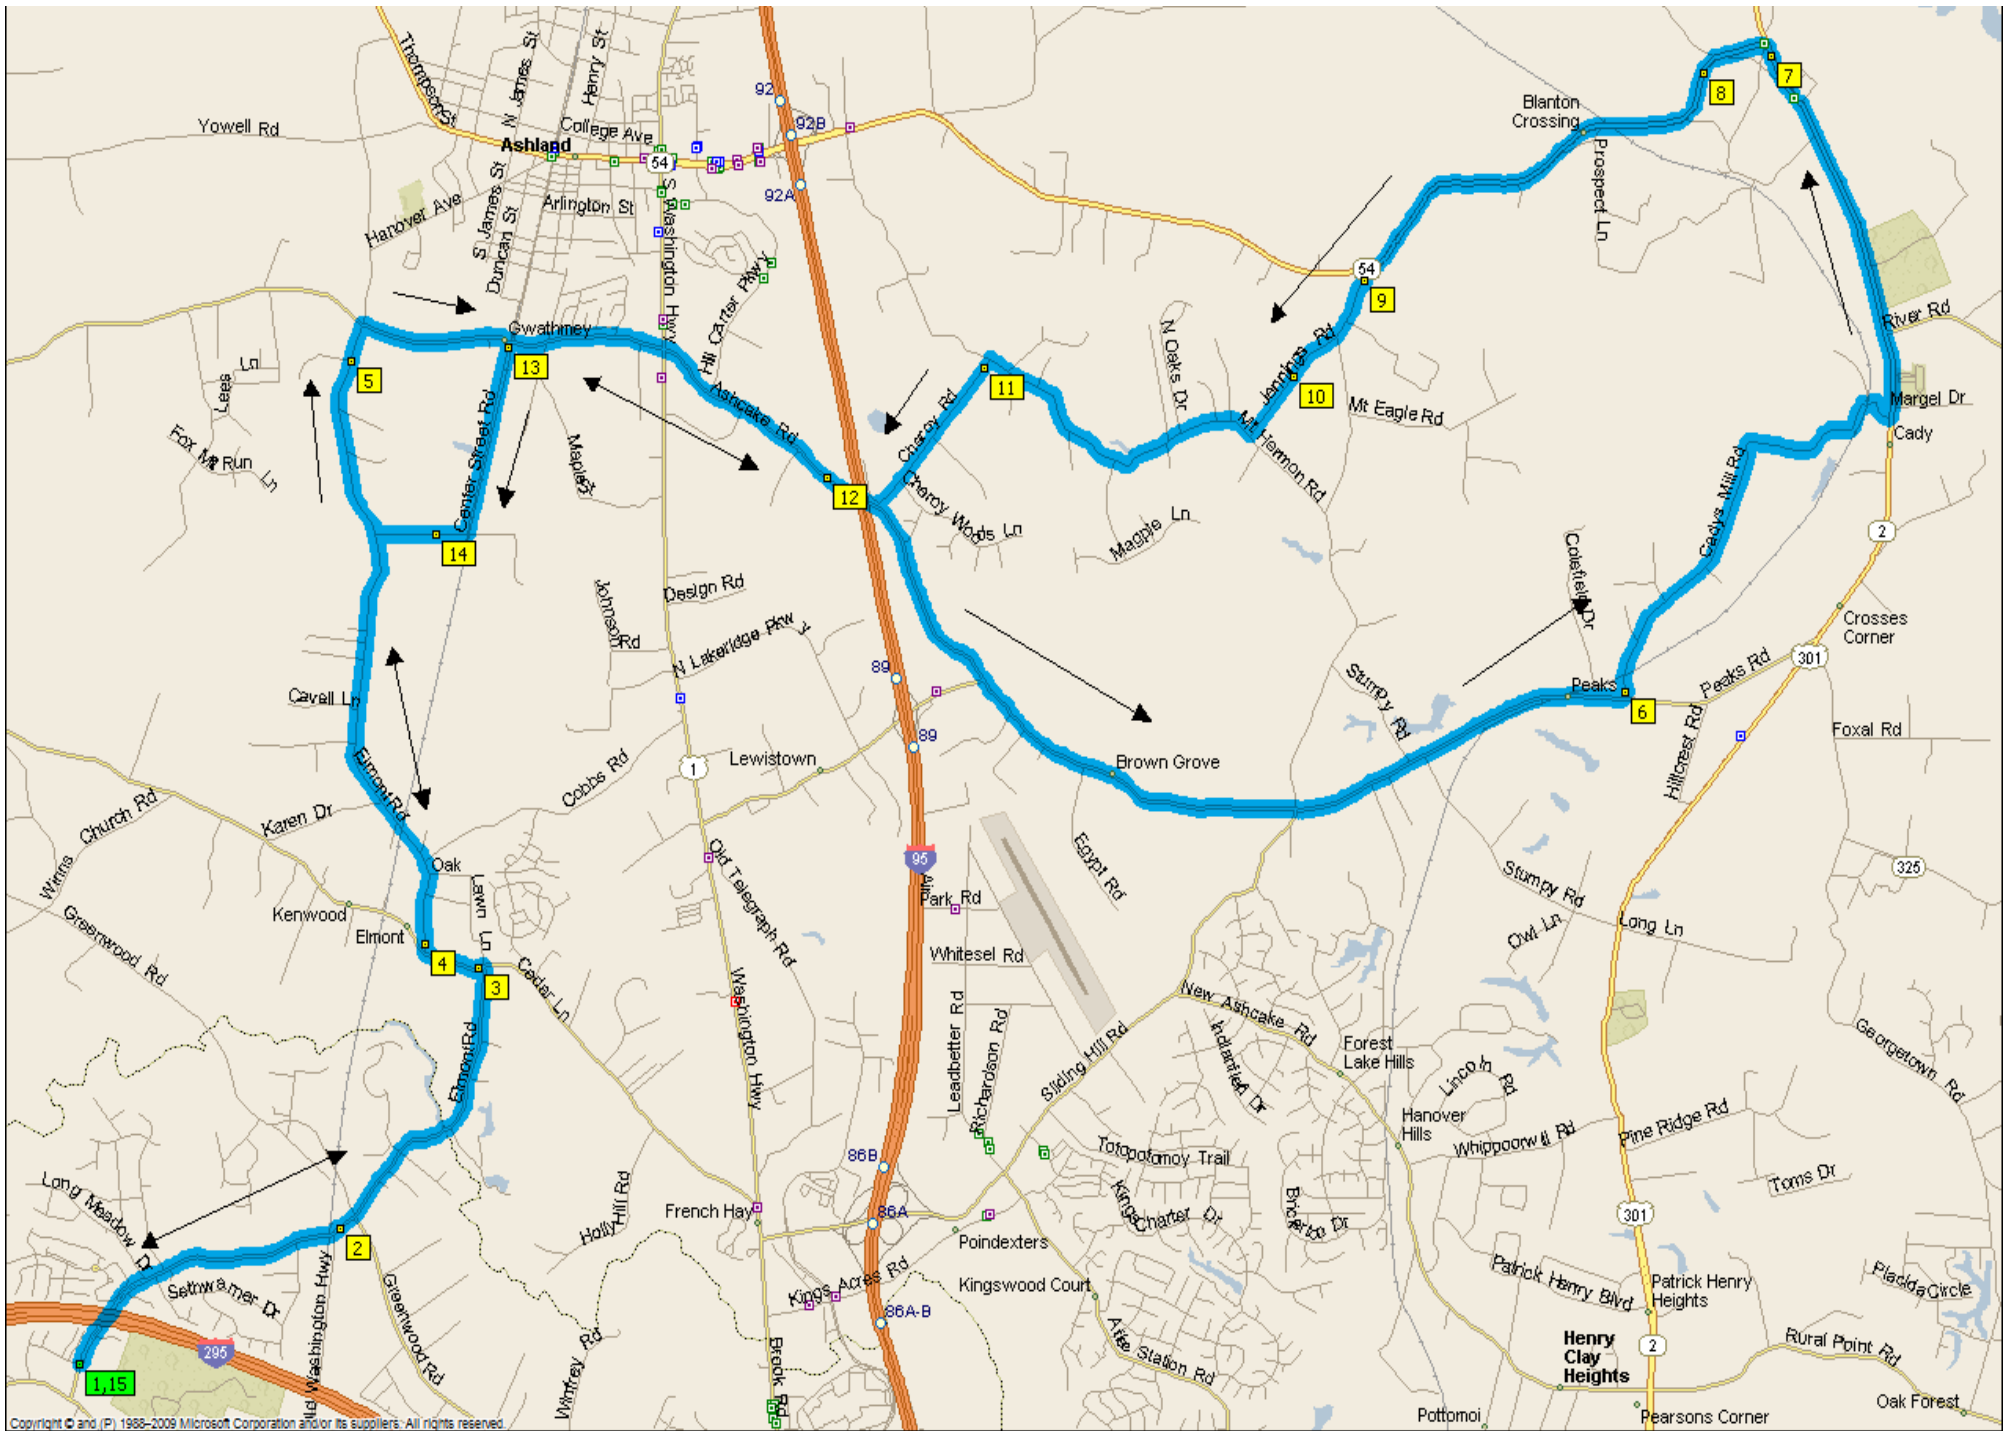 Thompson St
N James St
Henry St
92
92B
7
8
Blanton
Crossing
Yowell Rd
College Ave
Ashland
54
92A
Prospect Ln
Hanover Ave
S James St
Duncan St
Arlington St
S Washington Hwy
Hill Carter Pkwy
54
9
River Rd
Gwathmey
13
5
Lees Ln
Fox Run Ln
Center Street Rd
Ashcake Rd
11
N Oaks Dr
Jennings Rd
10
Mt Eagle Rd
Mt Hermon Rd
Margel Dr
Cady
Charoy Rd
12
Charoy Woods Ln
Magpie Ln
Cadys Mill Rd
2
14
Johnson Rd
Design Rd
N Lakeridge Pkwy
Colefield Dr
Crosses
Corner
89
301
Cavell Ln
Stumpy Rd
Peaks
Peaks Rd
6
Hillcrest Rd
Foxal Rd
89
1
Lewistown
Brown Grove
Elmont Rd
Cobbs Rd
Winns Church Rd
Karen Dr
Oak
Old Telegraph Rd
95
Egypt Rd
325
Stumpy Rd
Park Rd
Lawn Ln
Kenwood
Elmont
Greenwood Rd
Owl Ln
Long Ln
4
3
Cedar Ln
Whitesel Rd
Washington Hwy
Leadbetter Rd
Richardson Rd
New Ashcake Rd
Sliding Hill Rd
Forest
Lake Hills
Georgetown Rd
Elmont Rd
Lincoln Rd
Hanover
Hills
Whippoorwill Rd
Pine Ridge Rd
Totopotomoy Trail
86B
Long Meadow Dr
Holly Hill Rd
French Hay
86A
Kings Charter Dr
Brickerton Dr
Toms Dr
301
2
Poindexters
Sethwarner Dr
Kings Acres Rd
Kingswood Court
Patrick Henry Blvd
Patrick Henry
Heights
Placida Circle
86A-B
Washington Hwy
Greenwood Rd
295
1,15
Winfrey Rd
Brook Rd
Station Rd
2
Henry
Clay
Heights
Rural Point Rd
Oak Forest
Pottomoi
Pearsons Corner
Copyright © and (P) 1988–2009 Microsoft Corporation and/or its suppliers. All rights reserved.